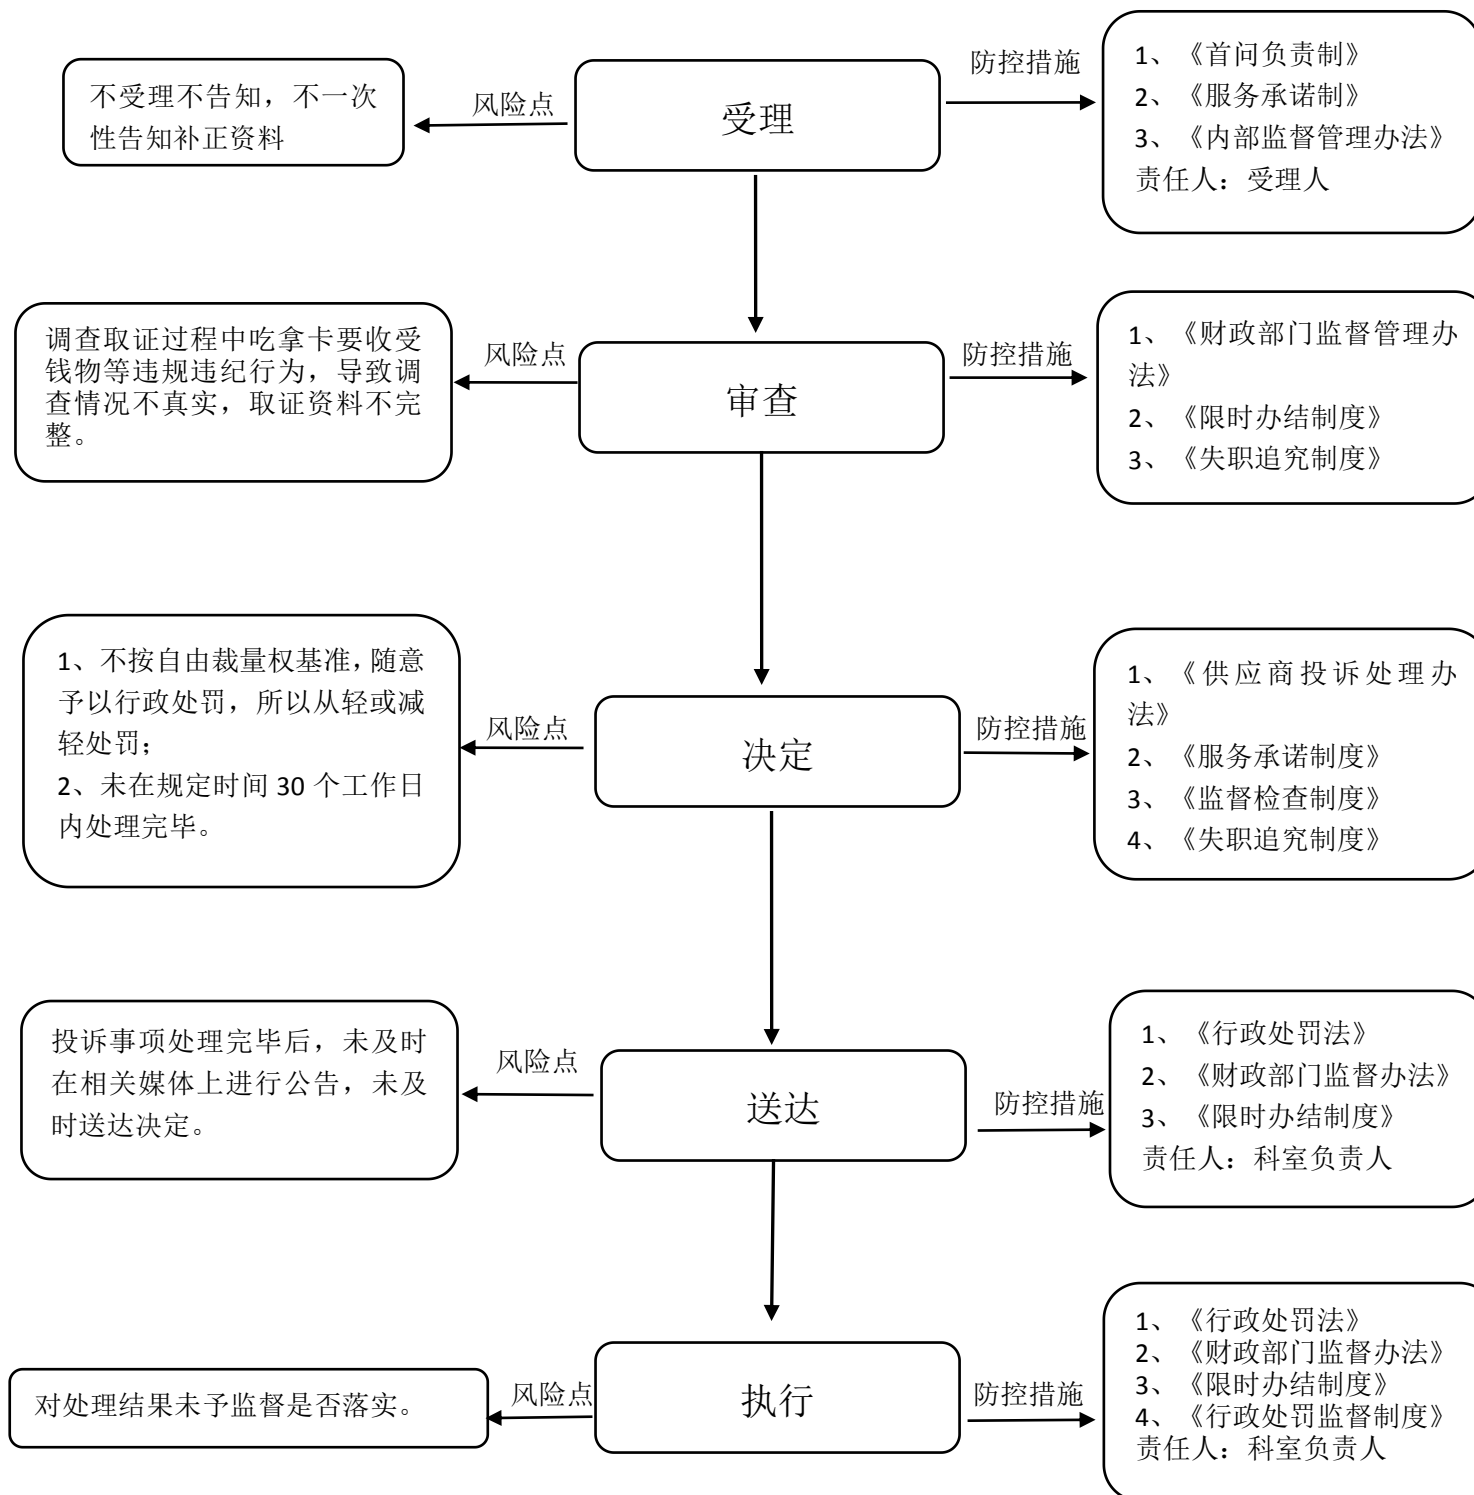 不受理不告知，不一次
性告知补正资料
风险点
受理
防控措施
1、《首问负责制》
2、《服务承诺制》
3、《内部监督管理办法》
责任人：受理人
调查取证过程中吃拿卡要收受
钱物等违规违纪行为，导致调
查情况不真实，取证资料不完
整。
风险点
审查
防控措施
1、《财政部门监督管理办
法》
2、《限时办结制度》
3、《失职追究制度》
1、不按自由裁量权基准，随意
予以行政处罚，所以从轻或减
轻处罚；
2、未在规定时间 30 个工作日
内处理完毕。
风险点
决定
防控措施
1、《供应商投诉处理办
法》
2、《服务承诺制度》
3、《监督检查制度》
4、《失职追究制度》
投诉事项处理完毕后，未及时
在相关媒体上进行公告，未及
时送达决定。
风险点
送达
防控措施
1、《行政处罚法》
2、《财政部门监督办法》
3、《限时办结制度》
责任人：科室负责人
对处理结果未予监督是否落实。
风险点
执行
防控措施
1、《行政处罚法》
2、《财政部门监督办法》
3、《限时办结制度》
4、《行政处罚监督制度》
责任人：科室负责人